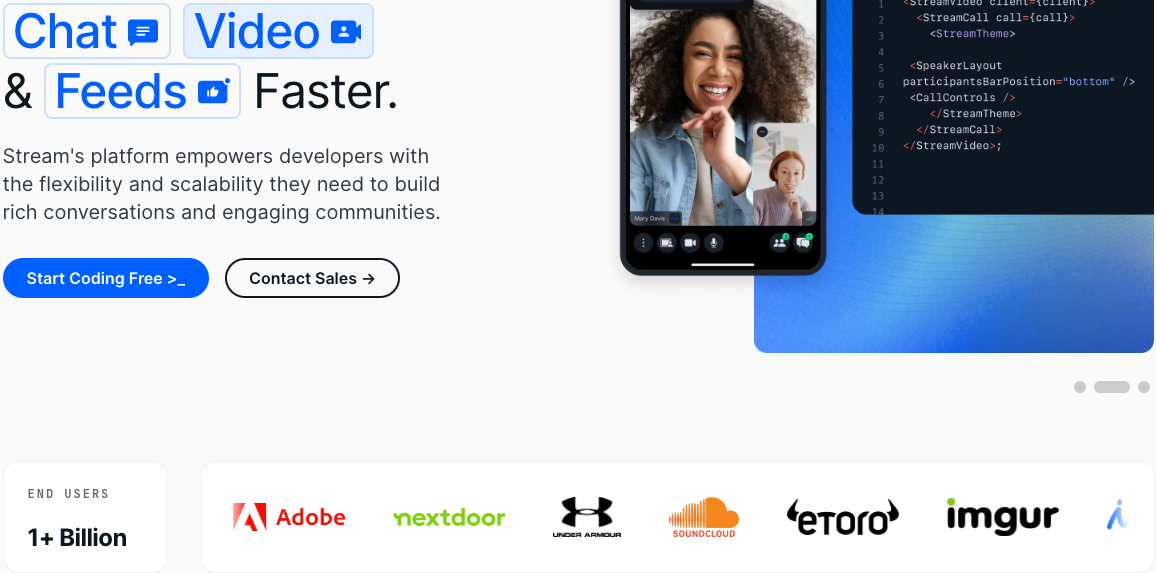 Chat Video
& Feeds Faster.
Stream's platform empowers developers with
the flexibility and scalability they need to build
rich conversations and engaging communities.
Start Coding Free >_
Contact Sales →
Mary Davis
1 <StreamVideo client={client}>
2 <StreamCall call={call}>
3 <StreamTheme>
4
5 <SpeakerLayout
6 participantsBarPosition="bottom" />
7 <CallControls />
8 </StreamTheme>
9 </StreamCall>
10 </StreamVideo>;
11
12
13
14
END USERS
1+ Billion
Adobe
nextdoor
UNDER ARMOUR
SOUNDCLOUD
eToro
imgur